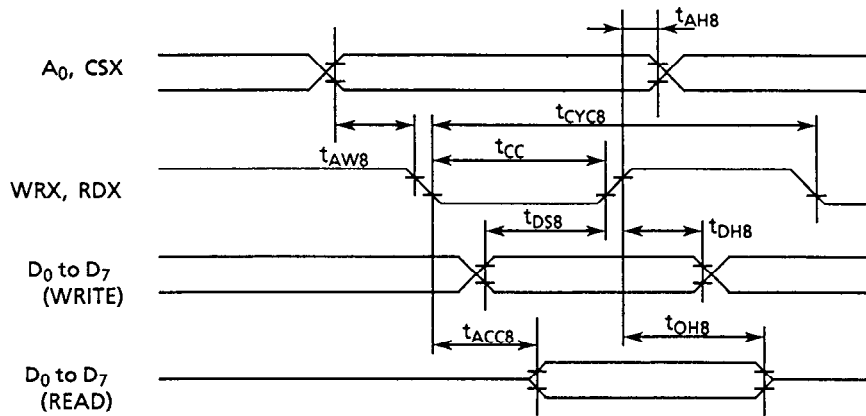 tAH8
A0, CSX
tCYC8
tAW8
tCC
WRX, RDX
tDS8
tDH8
D0 to D7
(WRITE)
tACC8
tOH8
D0 to D7
(READ)